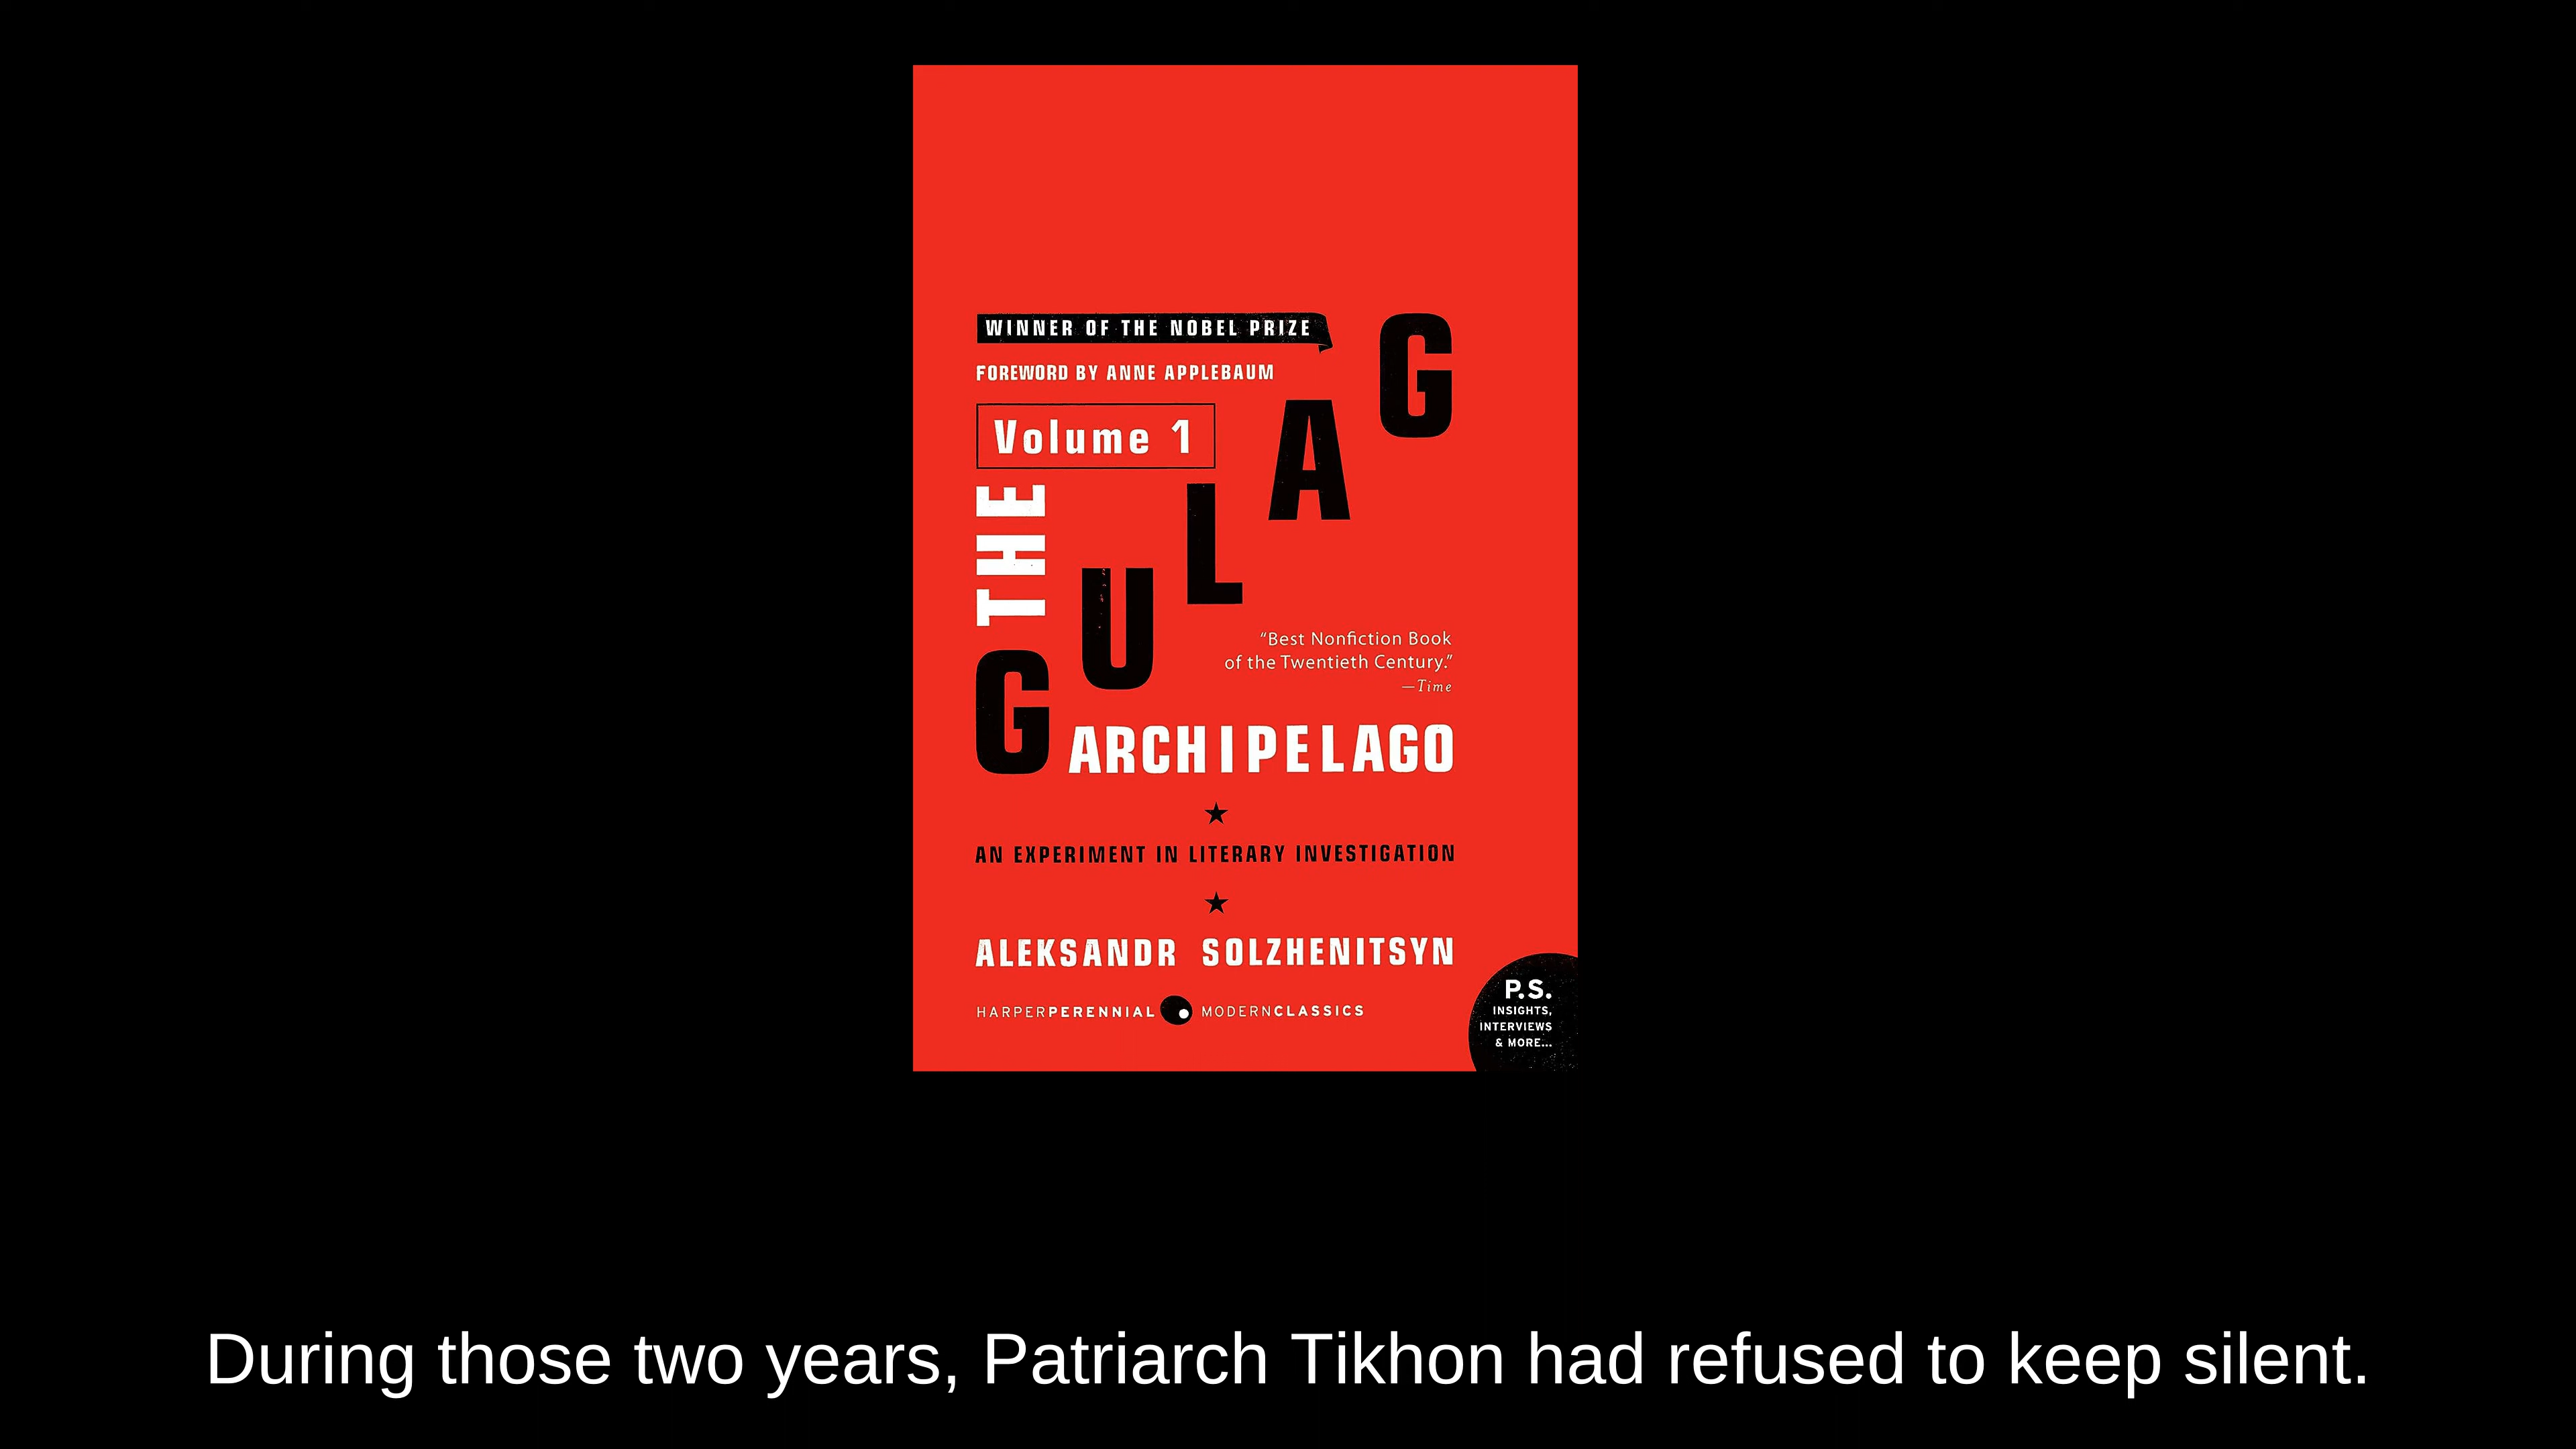 WINNER OF THE NOBEL PRIZE
FOREWORD BY ANNE APPLEBAUM
Volume 1
THE
GULAG
"Best Nonfiction Book
of the Twentieth Century."
—Time
ARCHIPELAGO
AN EXPERIMENT IN LITERARY INVESTIGATION
ALEKSANDR SOLZHENITSYN
HARPERPERENNIAL MODERNCLASSICS
P.S.
INSIGHTS,
INTERVIEWS
& MORE...
During those two years, Patriarch Tikhon had refused to keep silent.